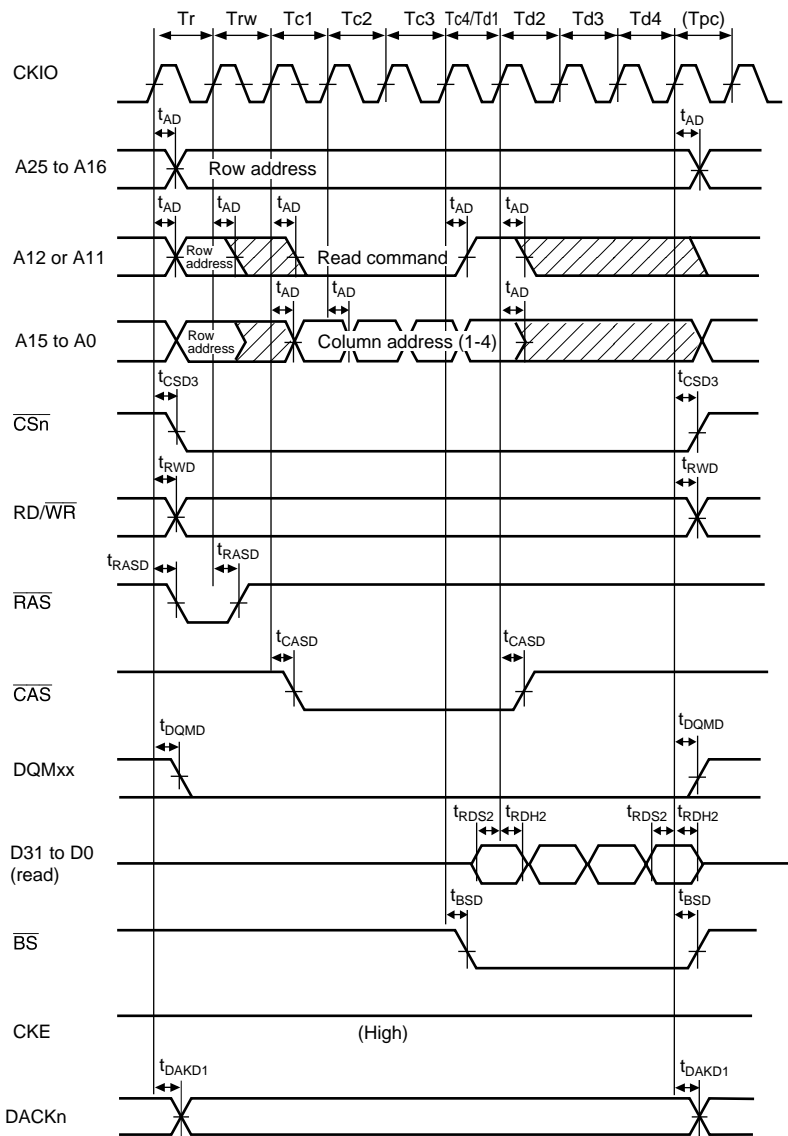 Tr Trw Tc1 Tc2 Tc3 Tc4/Td1 Td2 Td3 Td4 (Tpc)
CKIO
tAD tAD
A25 to A16 Row address
tAD tAD tAD tAD tAD
A12 or A11 Row address Read command
tAD tAD tAD
A15 to A0 Row address Column address (1-4)
tCSD3 tCSD3
CSn
tRWD tRWD
RD/WR
tRASD tRASD
RAS
tCASD tCASD
CAS
tDQMD tDQMD
DQMxx
tRDS2 tRDH2 tRDS2 tRDH2
D31 to D0
(read)
tBSD tBSD
BS
CKE (High)
tDAKD1 tDAKD1
DACKn